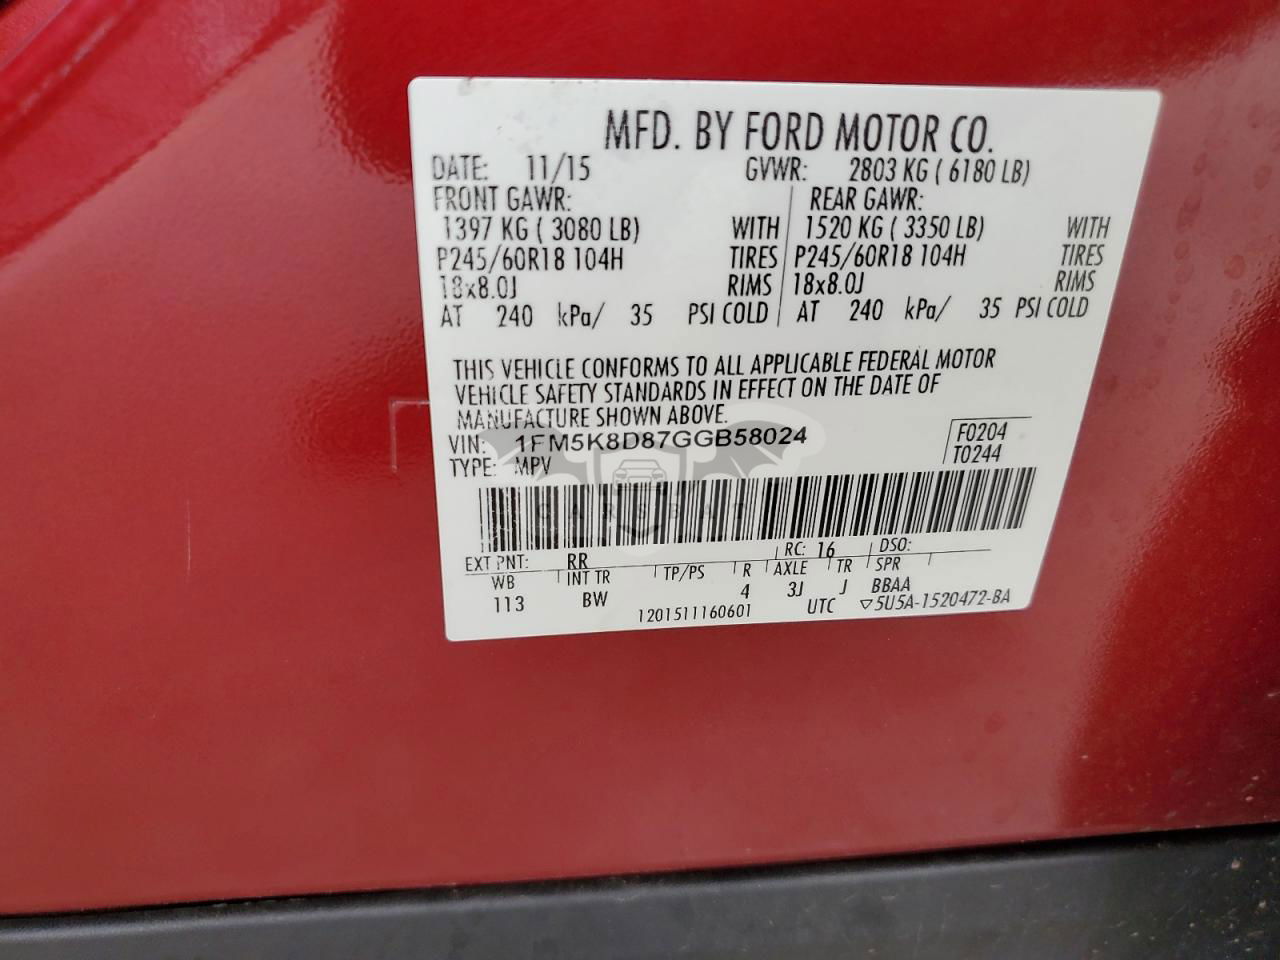 MFD. BY FORD MOTOR CO.
DATE: 11/15 GVWR: 2803 KG ( 6180 LB)
FRONT GAWR: REAR GAWR:
1397 KG ( 3080 LB) WITH 1520 KG ( 3350 LB) WITH
P245/60R18 104H TIRES P245/60R18 104H TIRES
18x8.0J RIMS 18x8.0J RIMS
AT 240 kPa/ 35 PSI COLD AT 240 kPa/ 35 PSI COLD
THIS VEHICLE CONFORMS TO ALL APPLICABLE FEDERAL MOTOR
VEHICLE SAFETY STANDARDS IN EFFECT ON THE DATE OF
MANUFACTURE SHOWN ABOVE.
VIN: 1FM5K8D87GGB58024 F0204
TYPE: MPV T0244
CARSBAT
EXT PNT: RR RC: 16 DSO:
WB INT TR TP/PS R AXLE TR SPR
113 BW 4 3J J BBAA
1201511160601 UTC ▽5U5A-1520472-BA